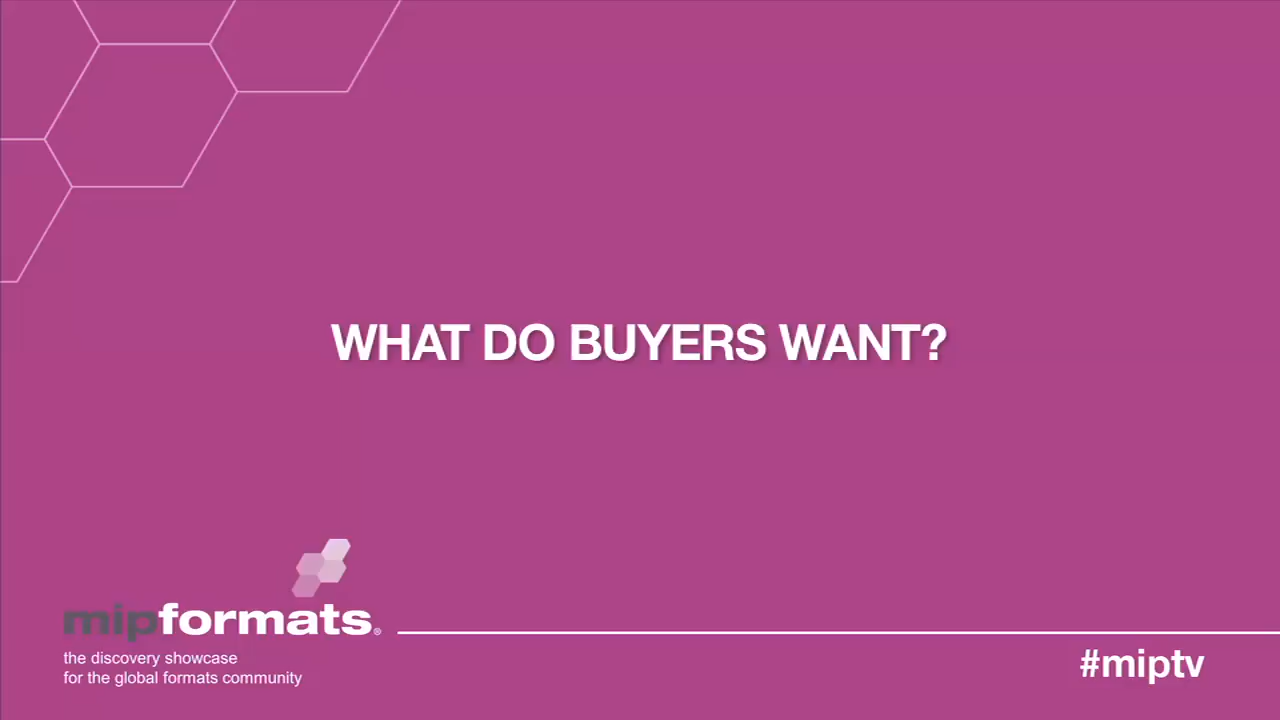 WHAT DO BUYERS WANT?
mipformats®
the discovery showcase
for the global formats community
#miptv